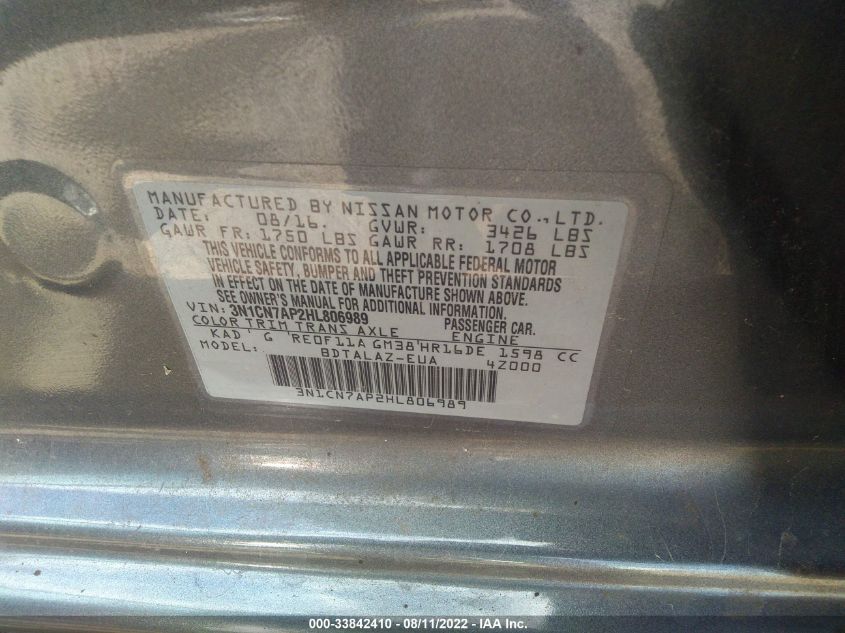 MANUFACTURED BY NISSAN MOTOR CO.,LTD.
DATE: 08/16. GVWR: 3426 LBS
GAWR FR: 1750 LBS GAWR RR: 1708 LBS
THIS VEHICLE CONFORMS TO ALL APPLICABLE FEDERAL MOTOR
VEHICLE SAFETY, BUMPER AND THEFT PREVENTION STANDARDS
IN EFFECT ON THE DATE OF MANUFACTURE SHOWN ABOVE.
SEE OWNER'S MANUAL FOR ADDITIONAL INFORMATION.
VIN: 3N1CN7AP2HL806989 PASSENGER CAR.
COLOR TRIM TRANS AXLE ENGINE
KAD G RE0F11A GM38 HR16DE 1598 CC
MODEL: BDTALAZ-EUA 4Z000
3N1CN7AP2HL806989
000-33842410 - 08/11/2022 - IAA Inc.